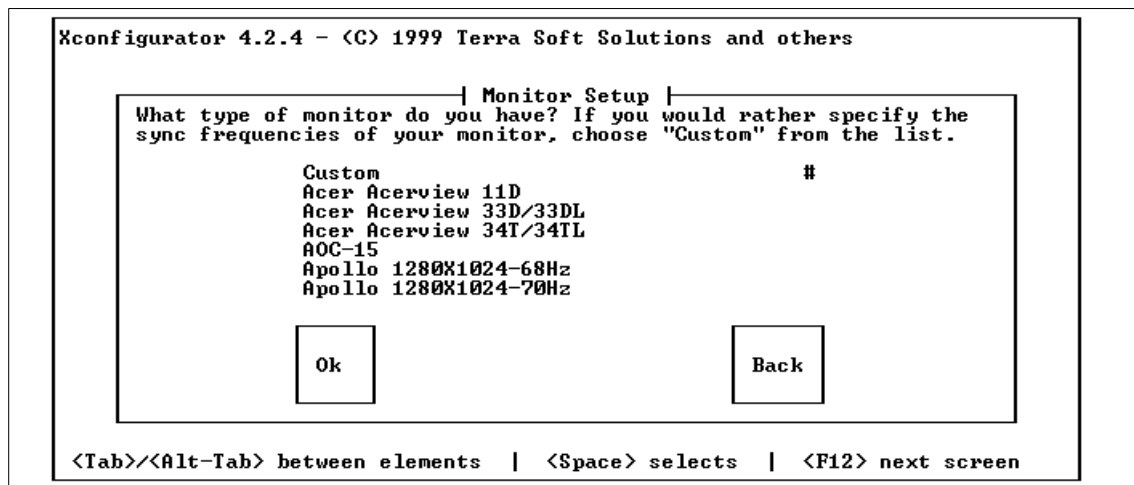 Xconfigurator 4.2.4 - (C) 1999 Terra Soft Solutions and others
Monitor Setup
What type of monitor do you have? If you would rather specify the
sync frequencies of your monitor, choose "Custom" from the list.
Custom #
Acer Acerview 11D
Acer Acerview 33D/33DL
Acer Acerview 34T/34TL
AOC-15
Apollo 1280X1024-68Hz
Apollo 1280X1024-70Hz
Ok Back
<Tab>/<Alt-Tab> between elements | <Space> selects | <F12> next screen